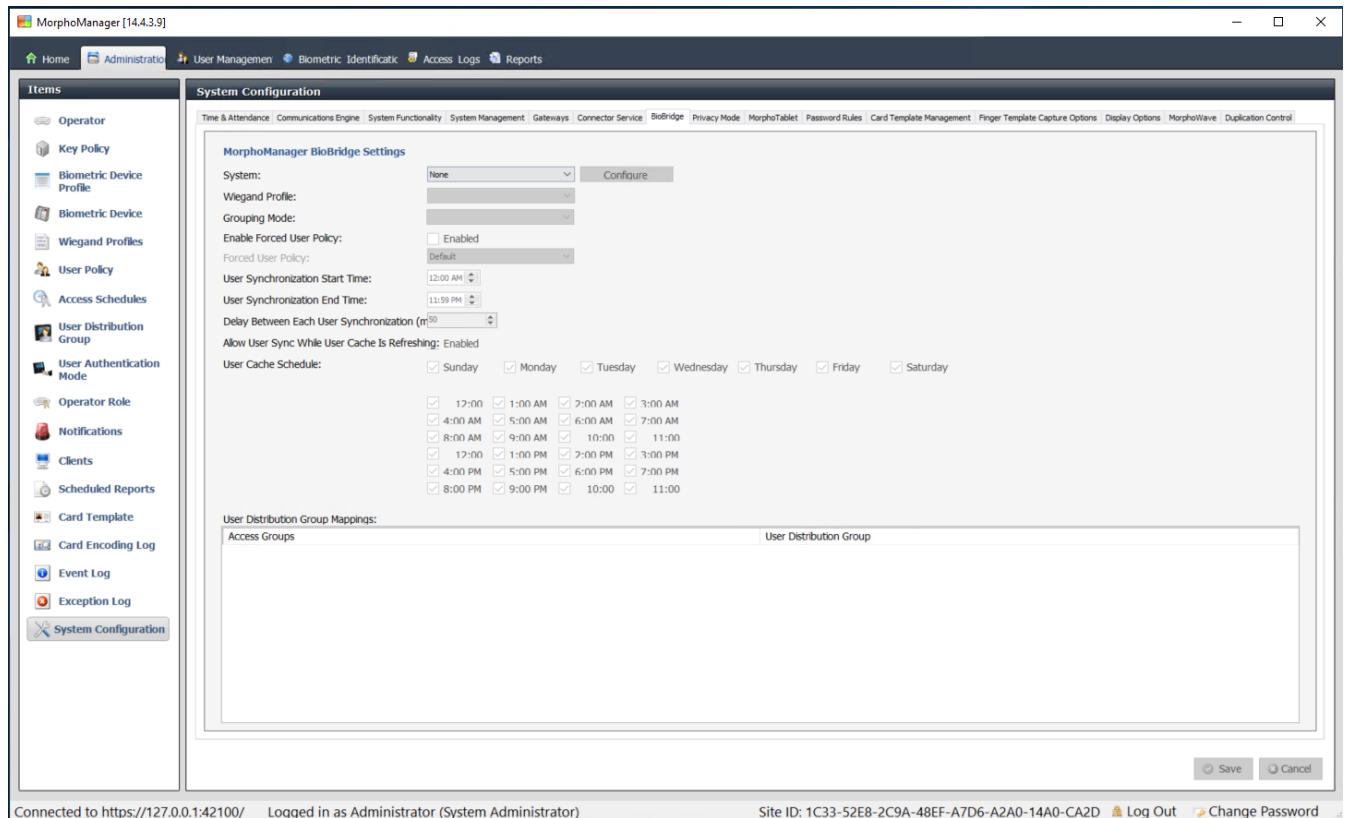 MorphoManager [14.4.3.9]
Home Administratio User Managemen Biometric Identificatic Access Logs Reports
Items
Operator
Key Policy
Biometric Device
Profile
Biometric Device
Wiegand Profiles
User Policy
Access Schedules
User Distribution
Group
User Authentication
Mode
Operator Role
Notifications
Clients
Scheduled Reports
Card Template
Card Encoding Log
Event Log
Exception Log
System Configuration
System Configuration
Time & Attendance Communications Engine System Functionality System Management Gateways Connector Service BioBridge Privacy Mode MorphoTablet Password Rules Card Template Management Finger Template Capture Options Display Options MorphoWave Duplication Control
MorphoManager BioBridge Settings
System: None Configure
Wiegand Profile:
Grouping Mode:
Enable Forced User Policy: Enabled
Forced User Policy: Default
User Synchronization Start Time: 12:00 AM
User Synchronization End Time: 11:59 PM
Delay Between Each User Synchronization (m 50
Allow User Sync While User Cache Is Refreshing: Enabled
User Cache Schedule: Sunday Monday Tuesday Wednesday Thursday Friday Saturday
12:00 1:00 AM 2:00 AM 3:00 AM
4:00 AM 5:00 AM 6:00 AM 7:00 AM
8:00 AM 9:00 AM 10:00 11:00
12:00 1:00 PM 2:00 PM 3:00 PM
4:00 PM 5:00 PM 6:00 PM 7:00 PM
8:00 PM 9:00 PM 10:00 11:00
User Distribution Group Mappings:
Access Groups User Distribution Group
Save Cancel
Connected to https://127.0.0.1:42100/ Logged in as Administrator (System Administrator) Site ID: 1C33-52E8-2C9A-48EF-A7D6-A2A0-14A0-CA2D Log Out Change Password